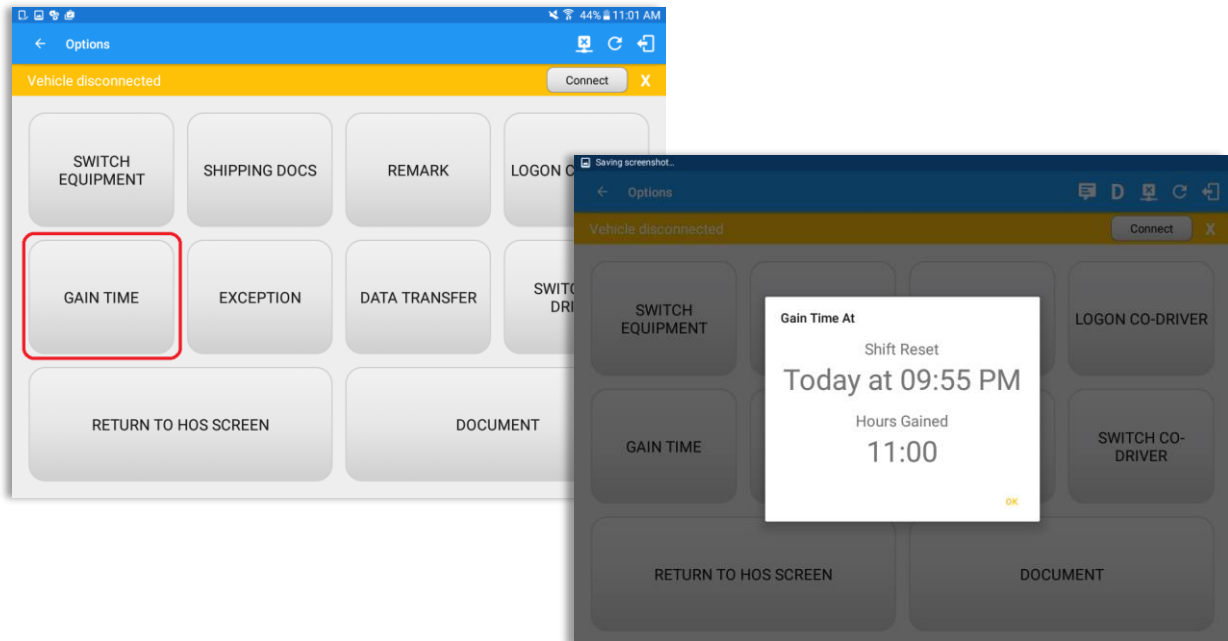 44% 11:01 AM
Options
Vehicle disconnected
Connect
X
SWITCH
EQUIPMENT
SHIPPING DOCS
REMARK
LOGON
GAIN TIME
EXCEPTION
DATA TRANSFER
RETURN TO HOS SCREEN
DOCUMENT
Saving screenshot...
Options
D
Vehicle disconnected
Connect
X
SWITCH
EQUIPMENT
LOGON CO-DRIVER
Gain Time At
Shift Reset
Today at 09:55 PM
Hours Gained
11:00
OK
GAIN TIME
SWITCH CO-
DRIVER
RETURN TO HOS SCREEN
DOCUMENT